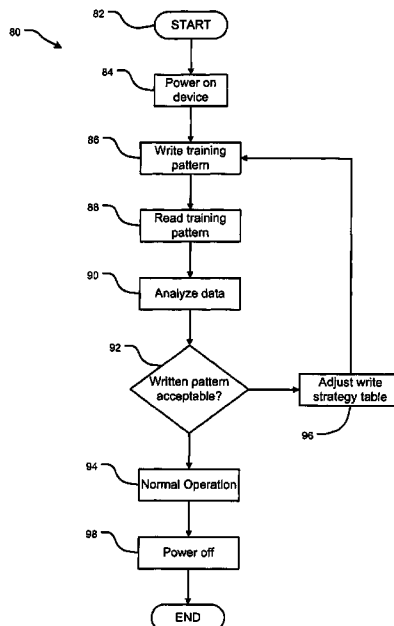 80
82
START
84
Power on
device
86
Write training
pattern
88
Read training
pattern
90
Analyze data
92
Written pattern
acceptable?
Adjust write
strategy table
96
94
Normal Operation
98
Power off
END